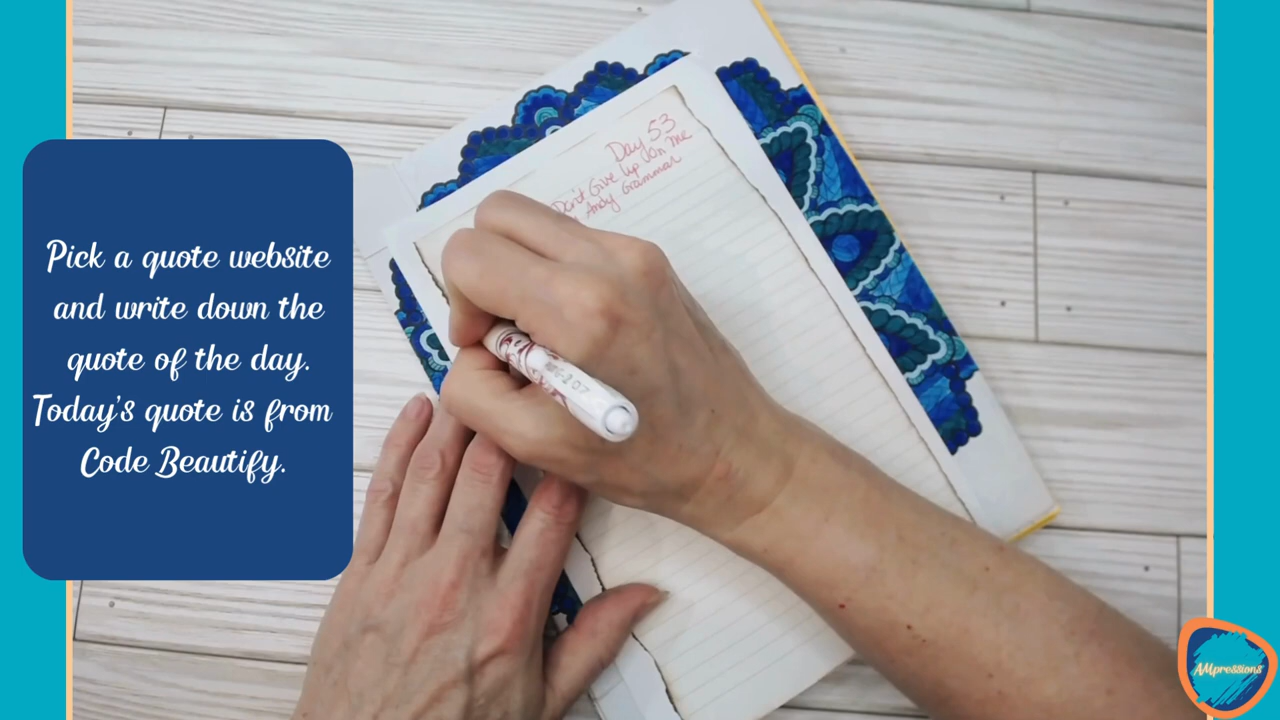 Pick a quote website
and write down the
quote of the day.
Today's quote is from
Code Beautify.
Day 53
Don't Give Up On Me
Andy Grammar
AMpressions